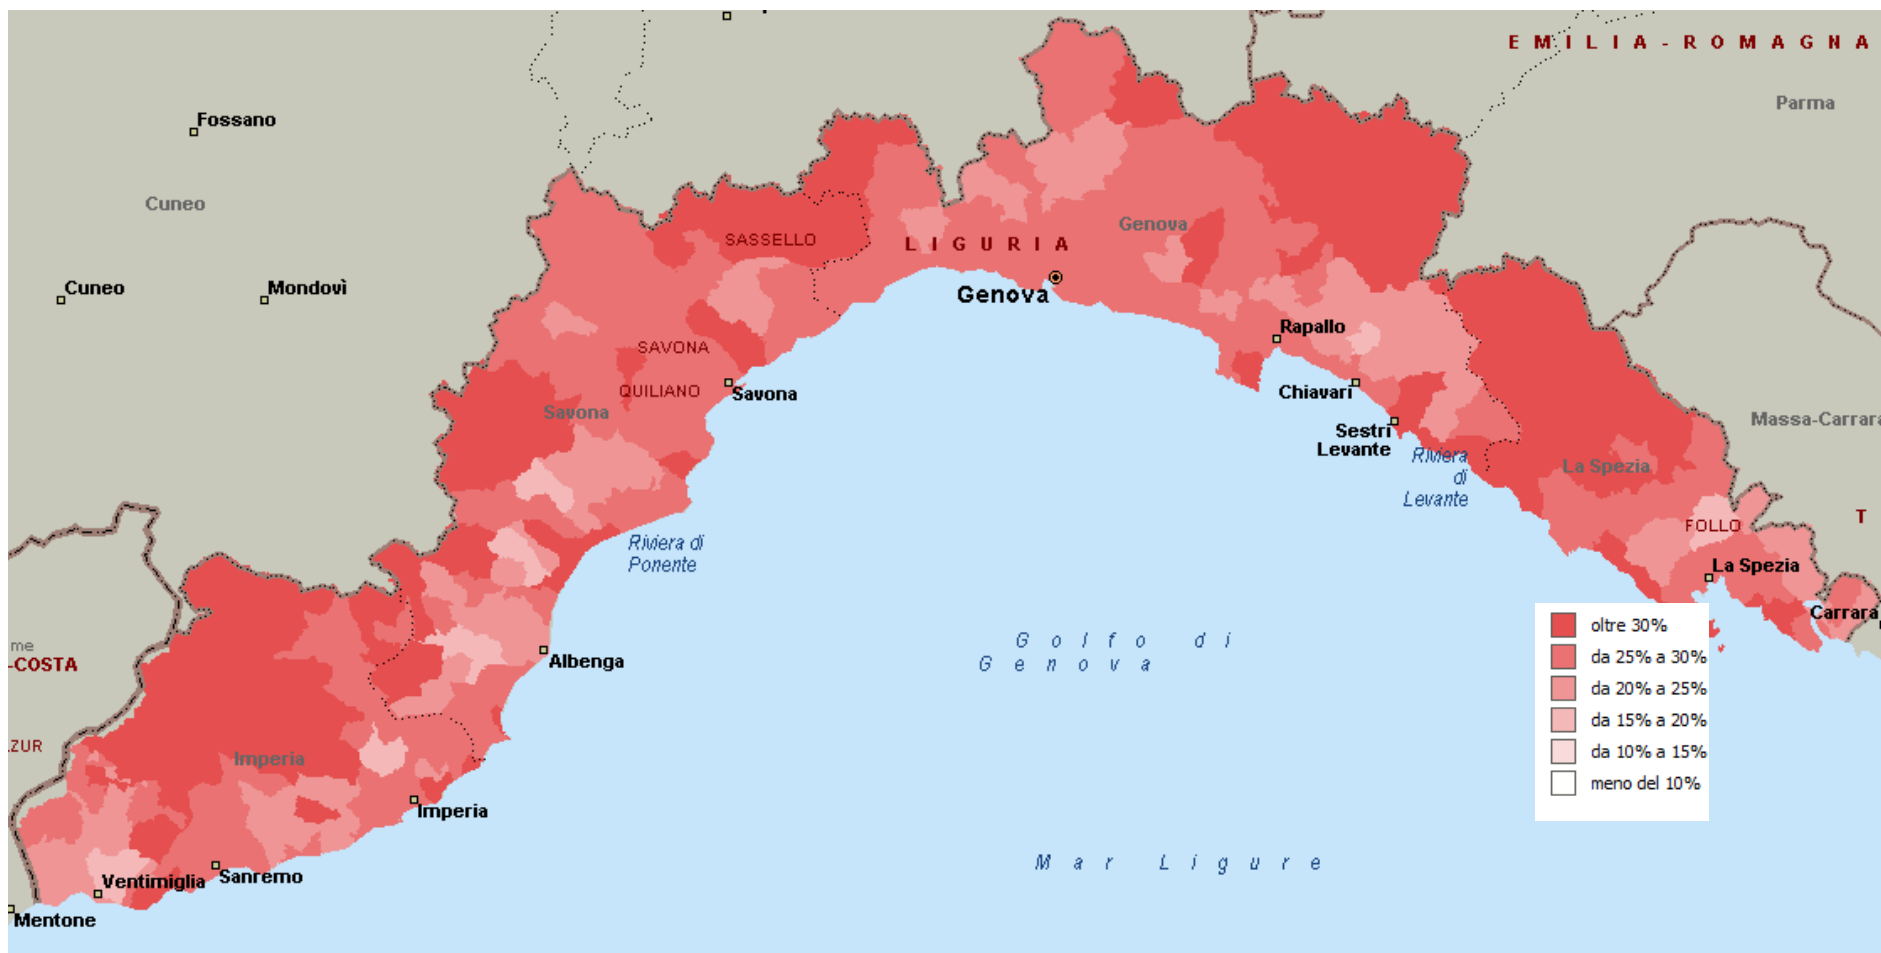 EMILIA-ROMAGNA
Parma
Fossano
Cuneo
Genova
SASSELLO
LIGURIA
Cuneo
Mondovì
Genova
Rapallo
SAVONA
QUILIANO
Savona
Savona
Chiavari
Massa-Carrara
Sestri
Levante
Riviera
di
Levante
La Spezia
T
FOLLO
Riviera di
Ponente
La Spezia
Carrara
oltre 30%
da 25% a 30%
da 20% a 25%
da 15% a 20%
da 10% a 15%
meno del 10%
Golfo di
Genova
me
-COSTA
Albenga
ZUR
Imperia
Imperia
Mar Ligure
Ventimiglia
Sanremo
Mentone